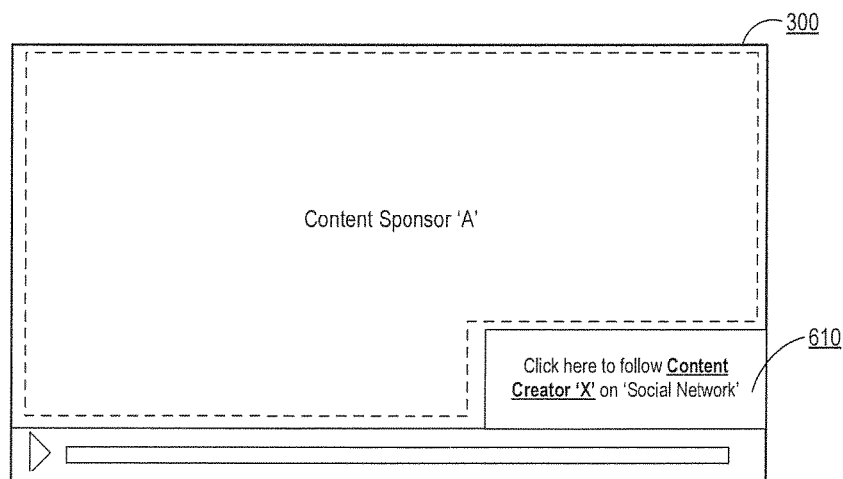 300
Content Sponsor ‘A’
610
Click here to follow Content
Creator ‘X’ on ‘Social Network’